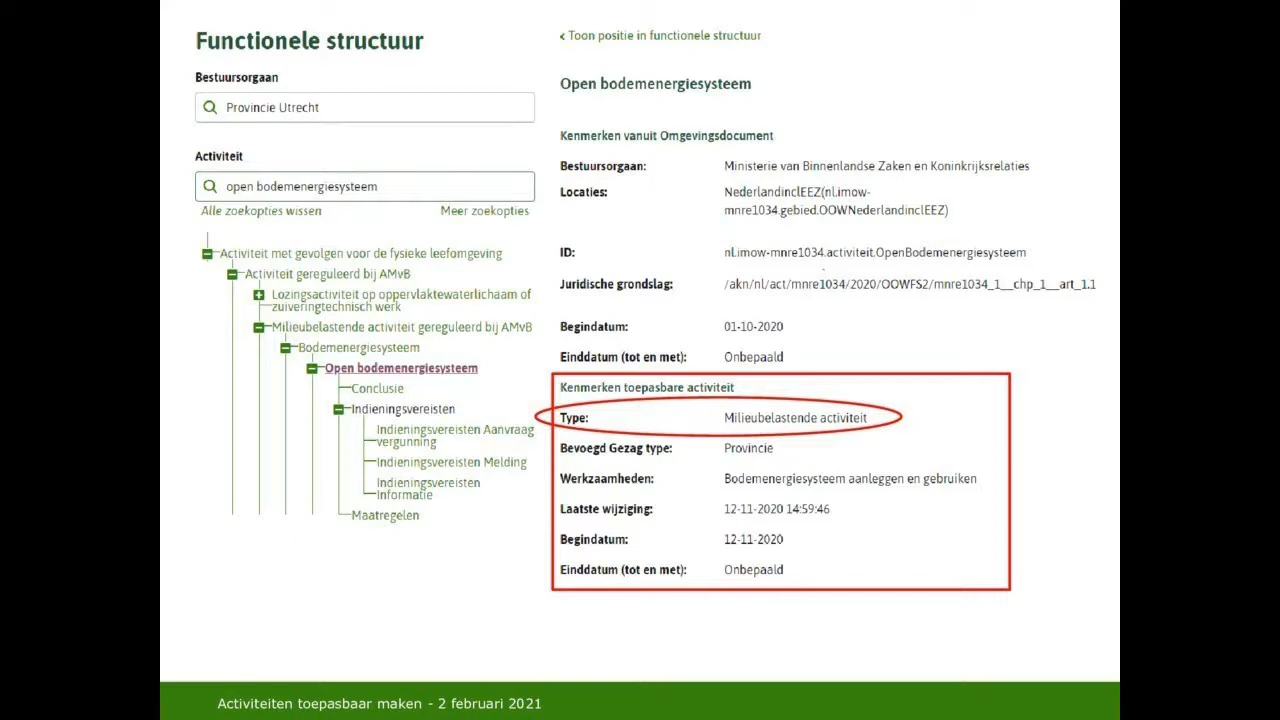 Functionele structuur
Bestuursorgaan
Provincie Utrecht
Activiteit
open bodemenergiesysteem
Alle zoekopties wissen Meer zoekopties
Activiteit met gevolgen voor de fysieke leefomgeving
Activiteit gereguleerd bij AMvB
Lozingsactiviteit op oppervlaktewaterlichaam of
zuiveringtechnisch werk
Milieubelastende activiteit gereguleerd bij AMvB
Bodemenergiesysteem
Open bodemenergiesysteem
Conclusie
Indieningsvereisten
Indieningsvereisten Aanvraag
vergunning
Indieningsvereisten Melding
Indieningsvereisten
Informatie
Maatregelen
‹ Toon positie in functionele structuur
Open bodemenergiesysteem
Kenmerken vanuit Omgevingsdocument
Bestuursorgaan: Ministerie van Binnenlandse Zaken en Koninkrijksrelaties
Locaties: NederlandinclEEZ(nl.imow-
mnre1034.gebied.OOWNederlandinclEEZ)
ID: nl.imow-mnre1034.activiteit.OpenBodemenergiesysteem
Juridische grondslag: /akn/nl/act/mnre1034/2020/OOWFS2/mnre1034_1__chp_1__art_1.1
Begindatum: 01-10-2020
Einddatum (tot en met): Onbepaald
Kenmerken toepasbare activiteit
Type: Milieubelastende activiteit
Bevoegd Gezag type: Provincie
Werkzaamheden: Bodemenergiesysteem aanleggen en gebruiken
Laatste wijziging: 12-11-2020 14:59:46
Begindatum: 12-11-2020
Einddatum (tot en met): Onbepaald
Activiteiten toepasbaar maken - 2 februari 2021